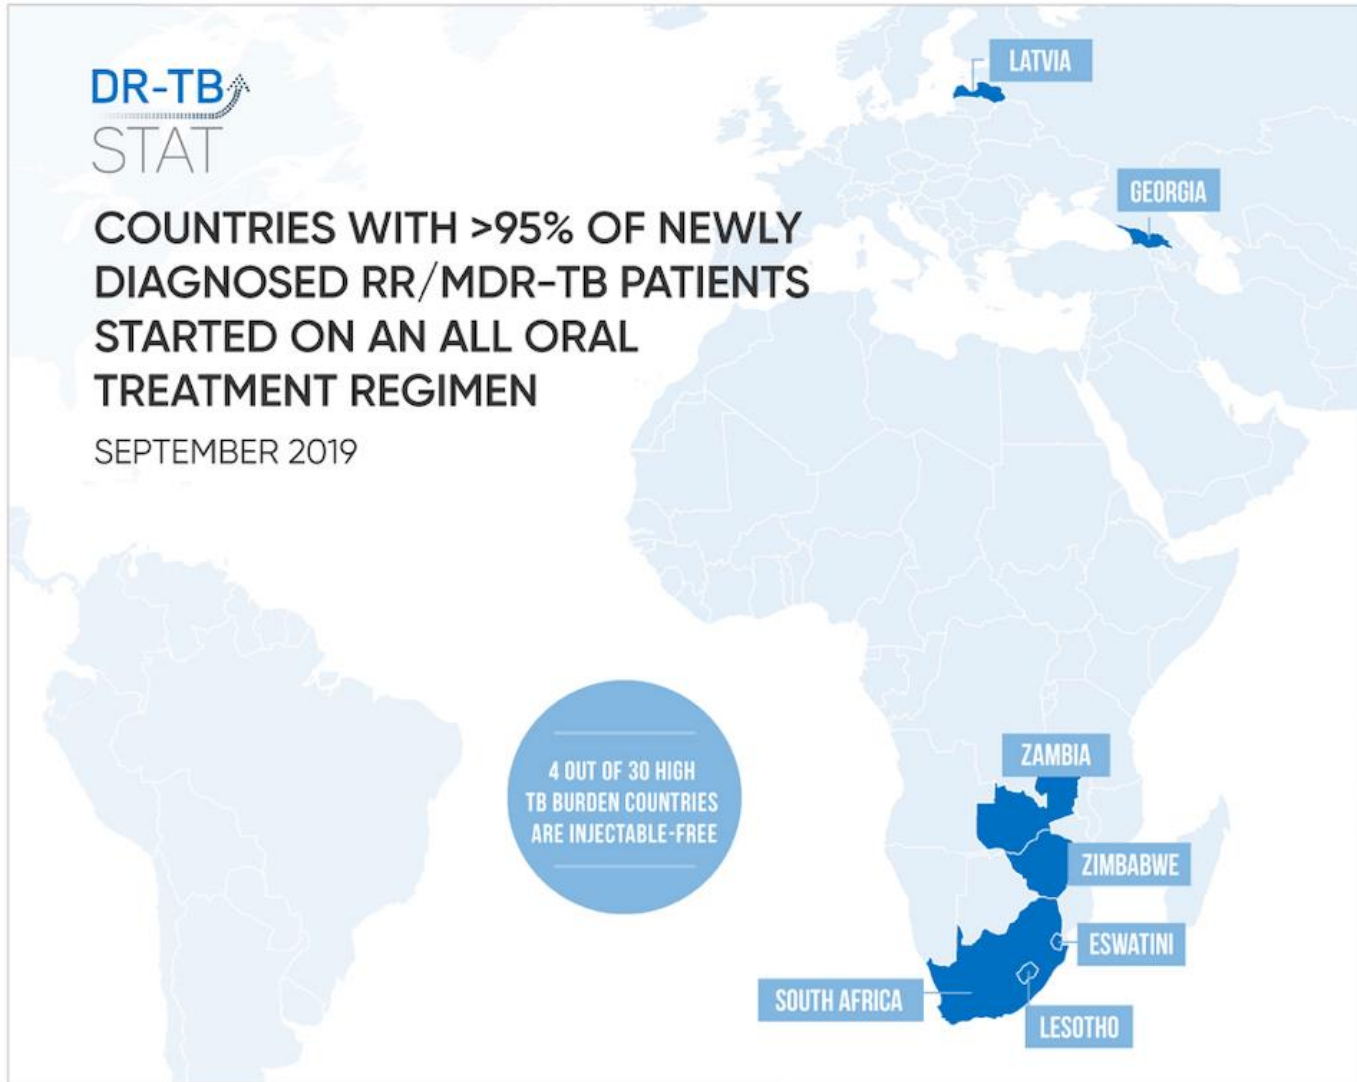 DR-TB
STAT
COUNTRIES WITH >95% OF NEWLY
DIAGNOSED RR/MDR-TB PATIENTS
STARTED ON AN ALL ORAL
TREATMENT REGIMEN
SEPTEMBER 2019
LATVIA
GEORGIA
4 OUT OF 30 HIGH
TB BURDEN COUNTRIES
ARE INJECTABLE-FREE
ZAMBIA
ZIMBABWE
ESWATINI
SOUTH AFRICA
LESOTHO